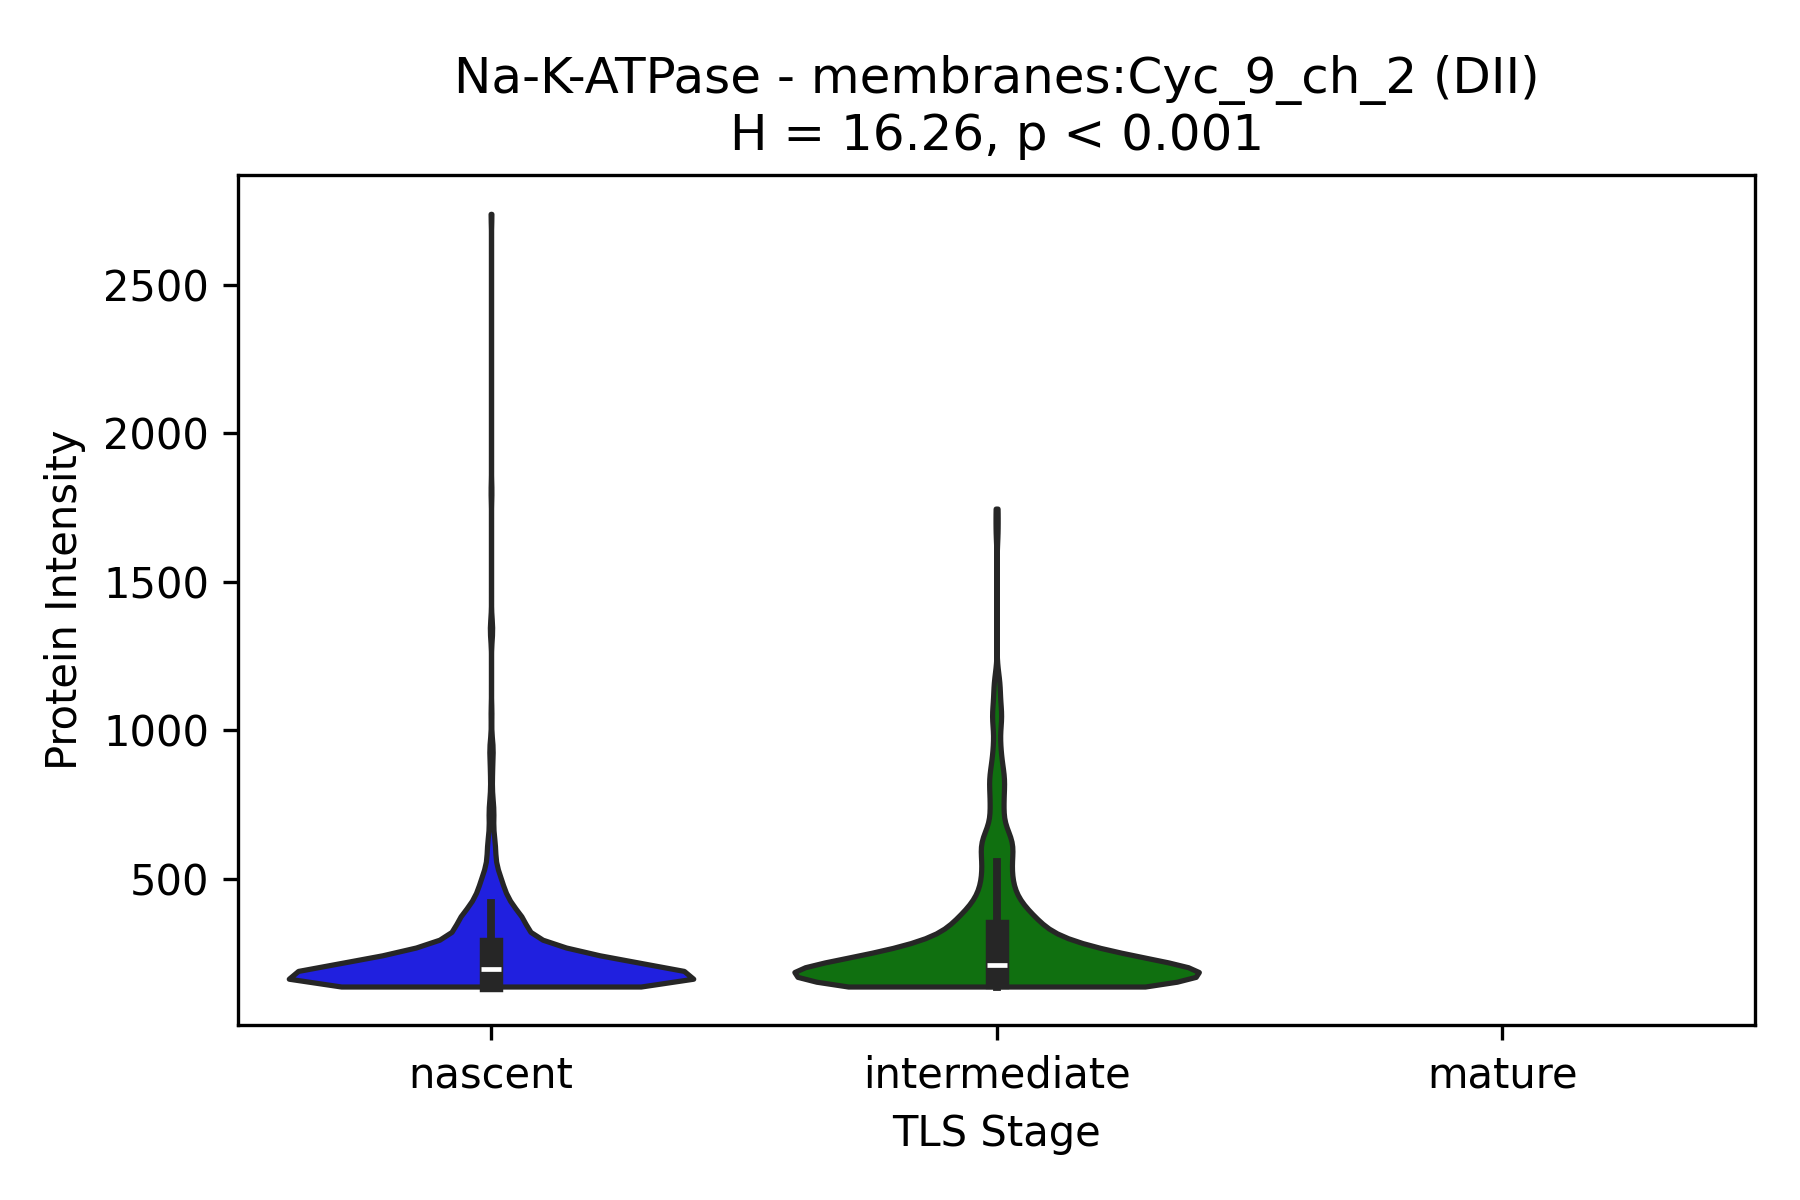 Na-K-ATPase - membranes:Cyc_9_ch_2 (DII)
H = 16.26, p < 0.001
Protein Intensity
2500
2000
1500
1000
500
nascent
intermediate
mature
TLS Stage